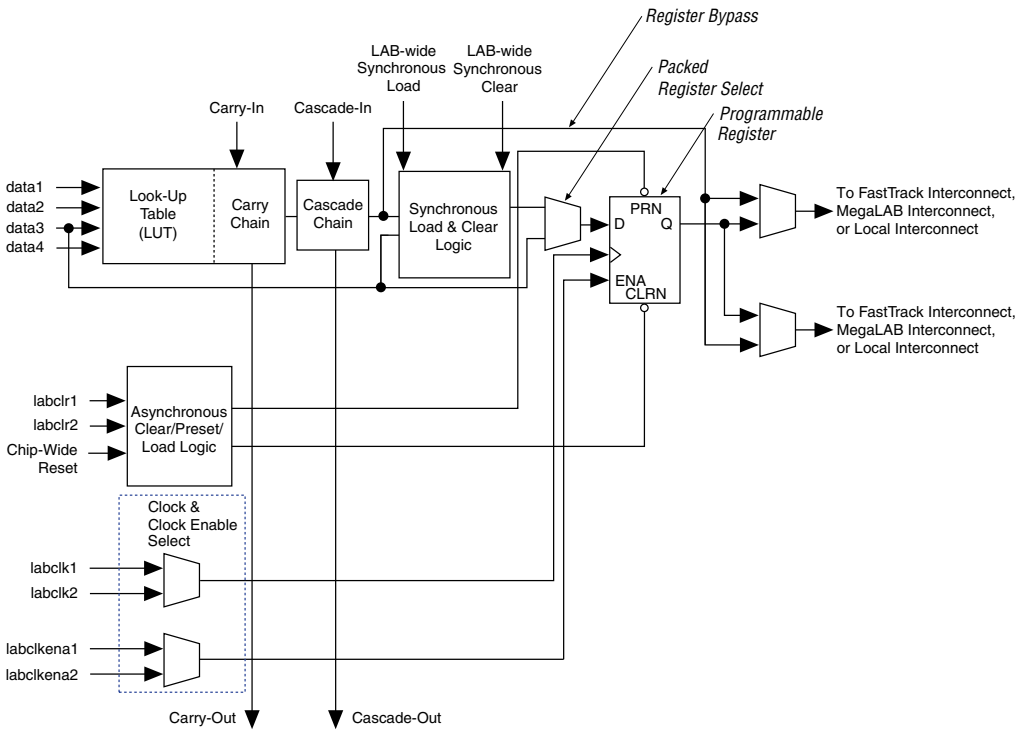 Register Bypass
LAB-wide
Synchronous
Load
LAB-wide
Synchronous
Clear
Packed
Register Select
Carry-In
Cascade-In
Programmable
Register
data1
data2
data3
data4
Look-Up
Table
(LUT)
Carry
Chain
Cascade
Chain
Synchronous
Load & Clear
Logic
PRN
D
Q
ENA
CLRN
To FastTrack Interconnect,
MegaLAB Interconnect,
or Local Interconnect
To FastTrack Interconnect,
MegaLAB Interconnect,
or Local Interconnect
labclr1
labclr2
Chip-Wide
Reset
Asynchronous
Clear/Preset/
Load Logic
Clock &
Clock Enable
Select
labclk1
labclk2
labclkena1
labclkena2
Carry-Out
Cascade-Out